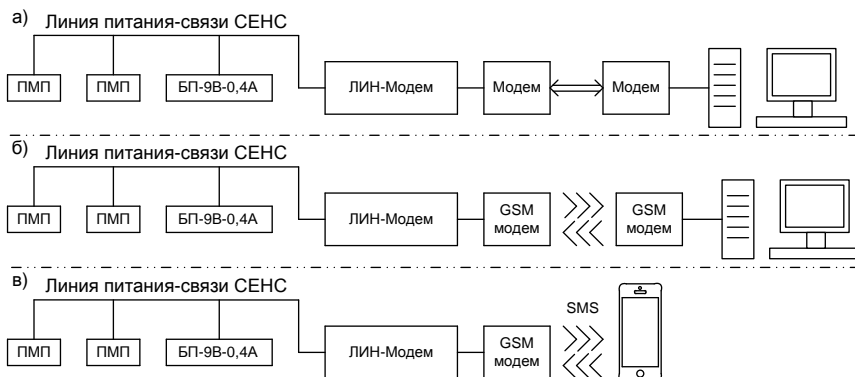 а)
Линия питания-связи СЕНС
ПМП ПМП БП-9В-0,4А ЛИН-Модем Модем Модем
б)
Линия питания-связи СЕНС
ПМП ПМП БП-9В-0,4А ЛИН-Модем GSM модем GSM модем
в)
Линия питания-связи СЕНС
SMS
ПМП ПМП БП-9В-0,4А ЛИН-Модем GSM модем